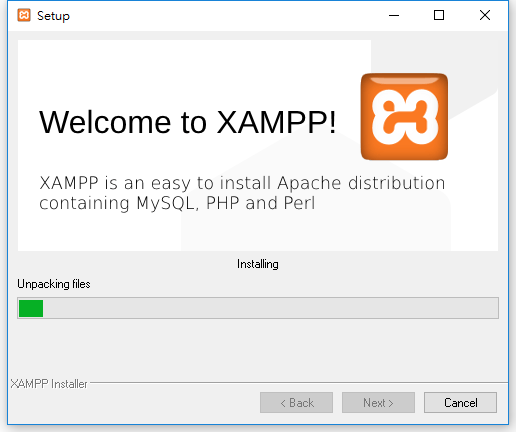 Setup
Welcome to XAMPP!
XAMPP is an easy to install Apache distribution
containing MySQL, PHP and Perl
Installing
Unpacking files
XAMPP Installer
< Back
Next >
Cancel